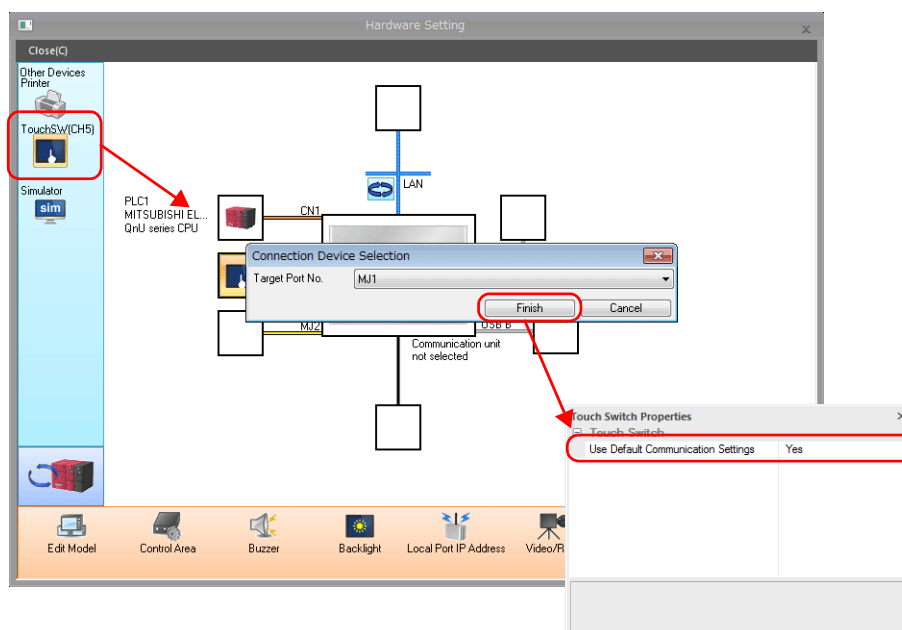 Hardware Setting
Close(C)
Other Devices
Printer
TouchSW(CH5)
Simulator
sim
LAN
PLC1
MITSUBISHI EL...
QnU series CPU
CN1
Connection Device Selection
Target Port No.
MJ1
Finish
Cancel
MJ2
USB B
Communication unit
not selected
Touch Switch Properties
Touch Switch
Use Default Communication Settings
Yes
Edit Model
Control Area
Buzzer
Backlight
Local Port IP Address
Video/R